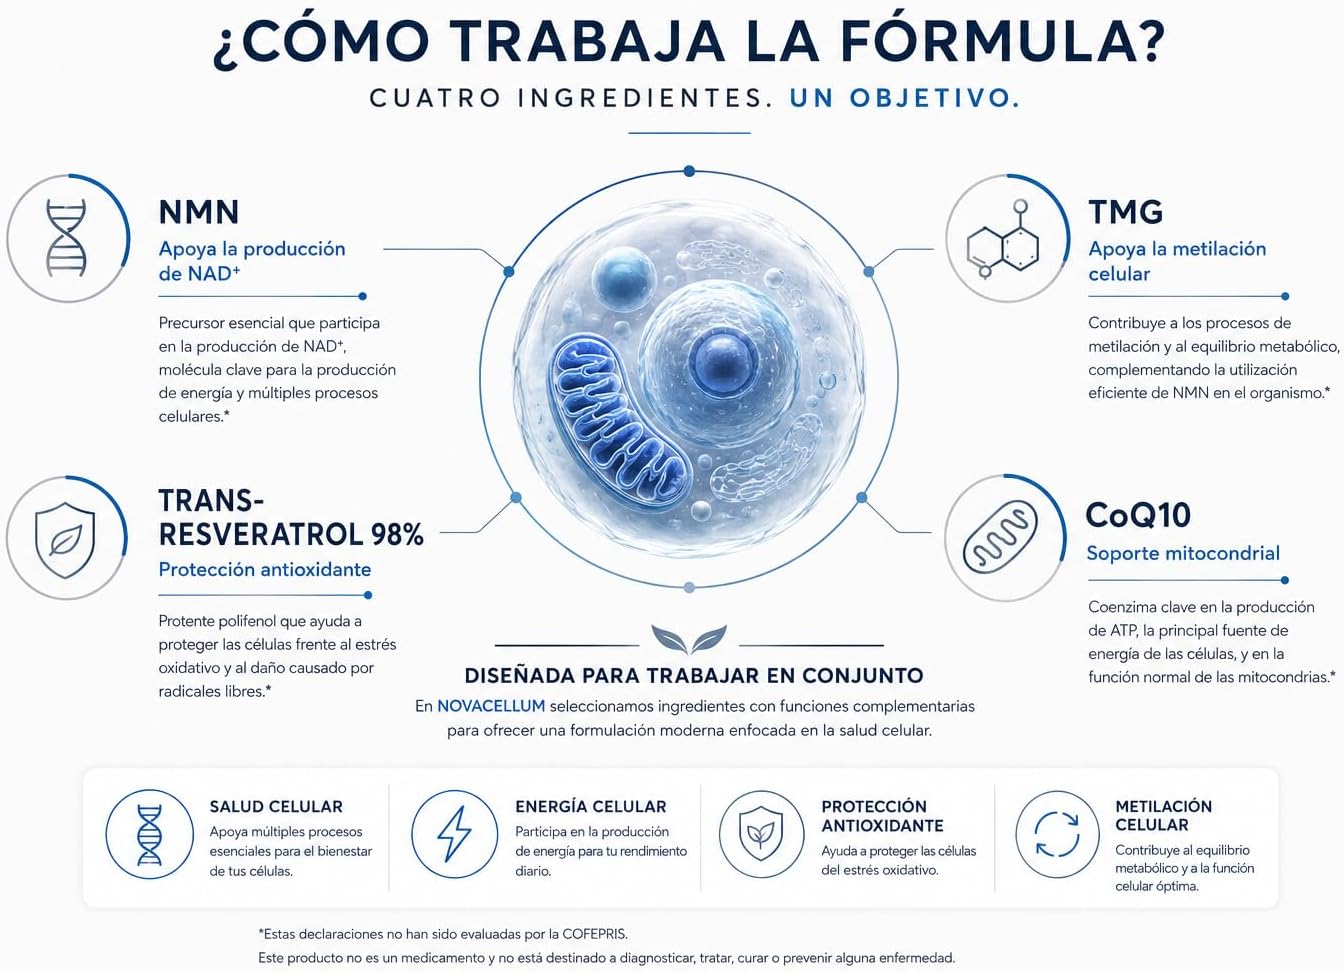 ¿CÓMO TRABAJA LA FÓRMULA?
CUATRO INGREDIENTES. UN OBJETIVO.
NMN
Apoya la producción
de NAD⁺
Precursor esencial que participa
en la producción de NAD⁺,
molécula clave para la producción
de energía y múltiples procesos
celulares.*
TMG
Apoya la metilación
celular
Contribuye a los procesos de
metilación y al equilibrio metabólico,
complementando la utilización
eficiente de NMN en el organismo.*
TRANS-
RESVERATROL 98%
Protección antioxidante
Protente polifenol que ayuda a
proteger las células frente al estrés
oxidativo y al daño causado por
radicales libres.*
CoQ10
Soporte mitocondrial
Coenzima clave en la producción
de ATP, la principal fuente de
energía de las células, y en la
función normal de las mitocondrias.*
DISEÑADA PARA TRABAJAR EN CONJUNTO
En NOVACELLUM seleccionamos ingredientes con funciones complementarias
para ofrecer una formulación moderna enfocada en la salud celular.
SALUD CELULAR
Apoya múltiples procesos
esenciales para el bienestar
de tus células.
ENERGÍA CELULAR
Participa en la producción
de energía para tu rendimiento
diario.
PROTECCIÓN
ANTIOXIDANTE
Ayuda a proteger las células
del estrés oxidativo.
METILACIÓN
CELULAR
Contribuye al equilibrio
metabólico y a la función
celular óptima.
*Estas declaraciones no han sido evaluadas por la COFEPRIS.
Este producto no es un medicamento y no está destinado a diagnosticar, tratar, curar o prevenir alguna enfermedad.